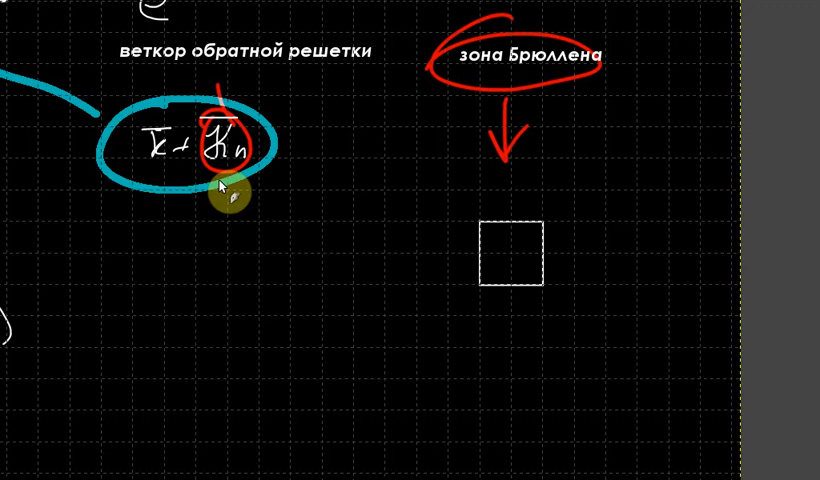 веткор обратной решетки
зона Брюллена
k̅ + K̅n